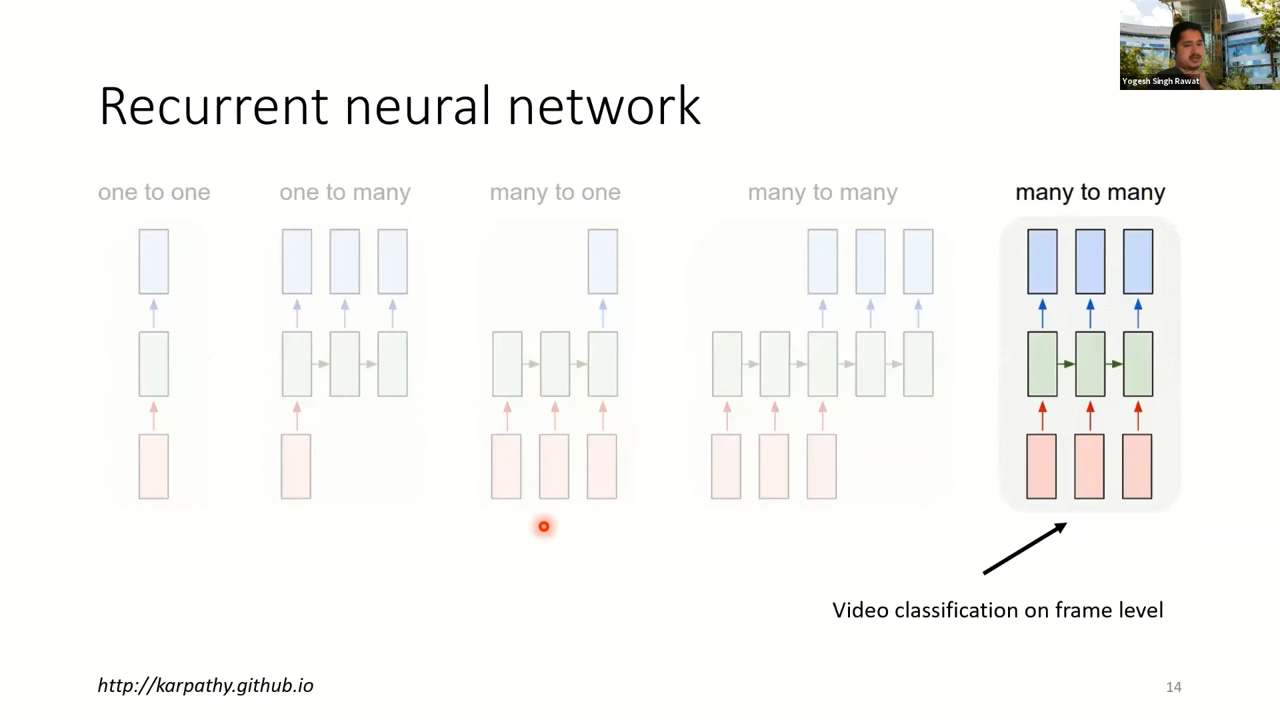 Yogesh Singh Rawat
Recurrent neural network
one to one
one to many
many to one
many to many
many to many
Video classification on frame level
http://karpathy.github.io
14